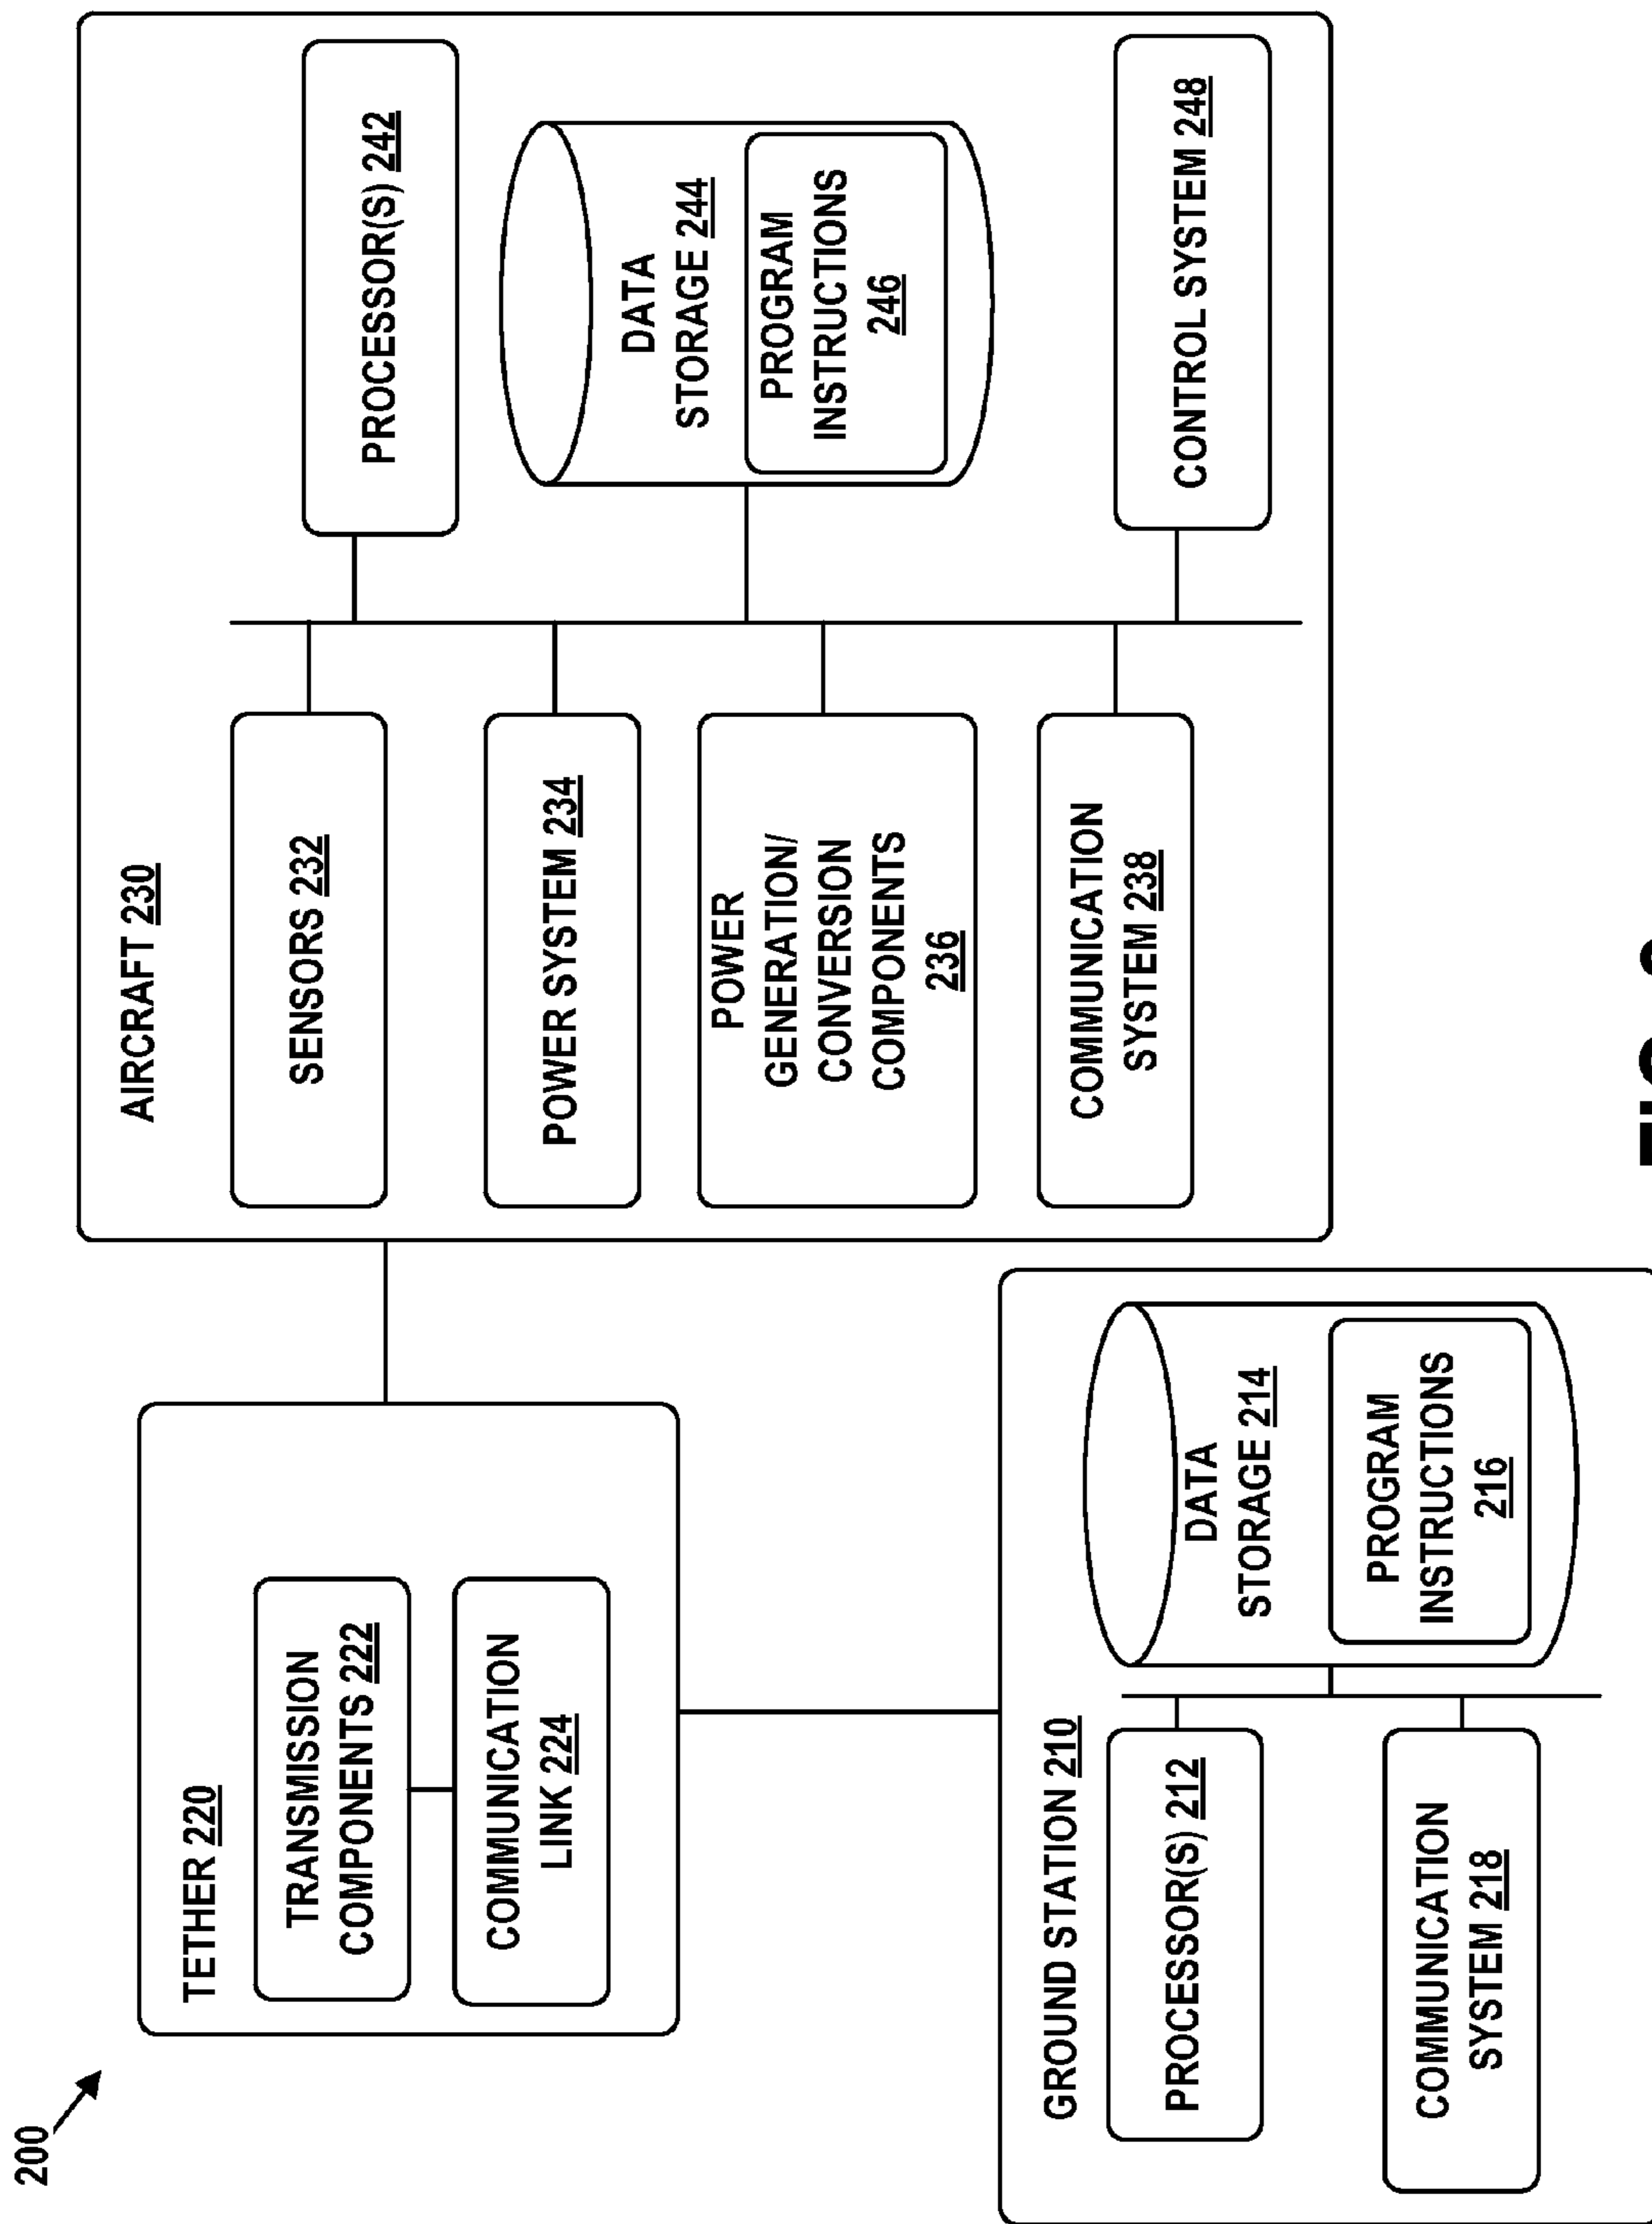 200
TETHER 220
TRANSMISSION
COMPONENTS 222
COMMUNICATION
LINK 224
AIRCRAFT 230
SENSORS 232
POWER SYSTEM 234
POWER
GENERATION/
CONVERSION
COMPONENTS
236
COMMUNICATION
SYSTEM 238
PROCESSOR(S) 242
DATA
STORAGE 244
PROGRAM
INSTRUCTIONS
246
CONTROL SYSTEM 248
GROUND STATION 210
PROCESSOR(S) 212
COMMUNICATION
SYSTEM 218
DATA
STORAGE 214
PROGRAM
INSTRUCTIONS
216